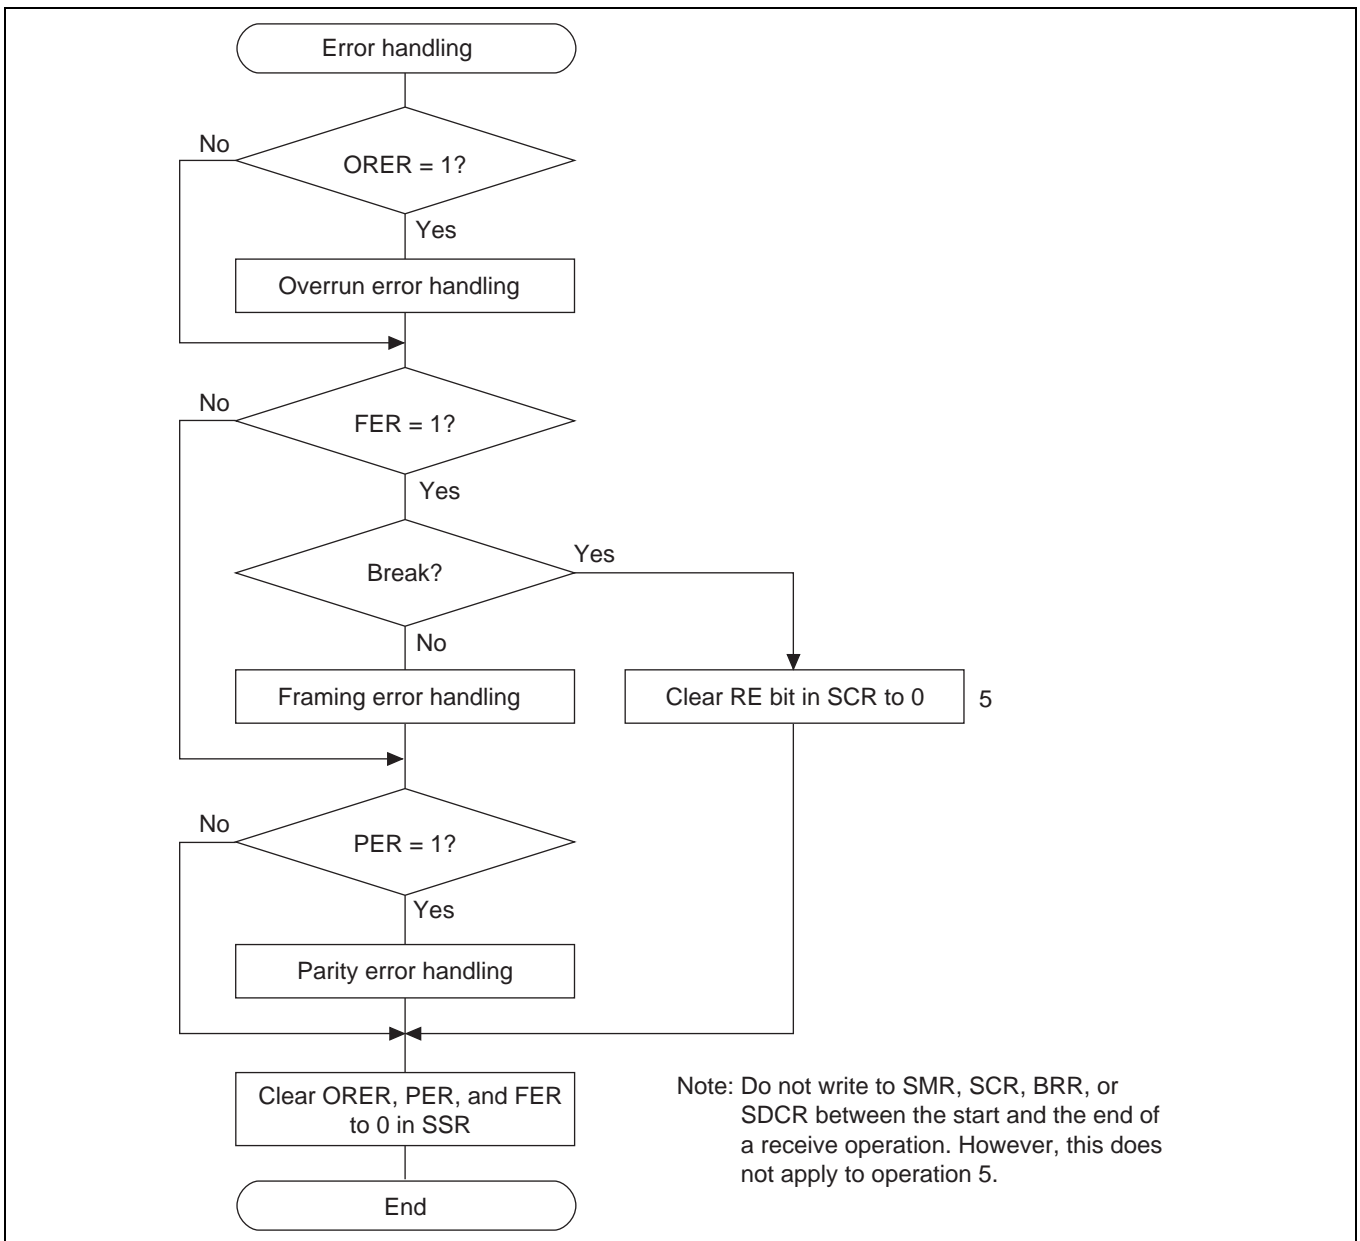 Error handling
No
ORER = 1?
Yes
Overrun error handling
No
FER = 1?
Yes
Break?
Yes
No
Framing error handling
Clear RE bit in SCR to 0
5
No
PER = 1?
Yes
Parity error handling
Clear ORER, PER, and FER
to 0 in SSR
End
Note: Do not write to SMR, SCR, BRR, or
SDCR between the start and the end of
a receive operation. However, this does
not apply to operation 5.